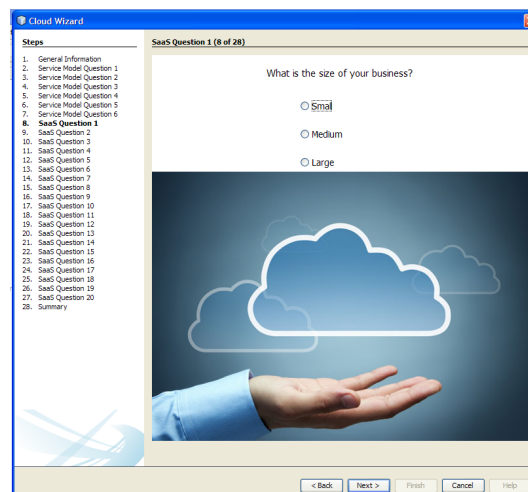 Cloud Wizard
Steps
1. General Information
2. Service Model Question 1
3. Service Model Question 2
4. Service Model Question 3
5. Service Model Question 4
6. Service Model Question 5
7. Service Model Question 6
8. SaaS Question 1
9. SaaS Question 2
10. SaaS Question 3
11. SaaS Question 4
12. SaaS Question 5
13. SaaS Question 6
14. SaaS Question 7
15. SaaS Question 8
16. SaaS Question 9
17. SaaS Question 10
18. SaaS Question 11
19. SaaS Question 12
20. SaaS Question 13
21. SaaS Question 14
22. SaaS Question 15
23. SaaS Question 16
24. SaaS Question 17
25. SaaS Question 18
26. SaaS Question 19
27. SaaS Question 20
28. Summary
SaaS Question 1 (8 of 28)
What is the size of your business?
Small
Medium
Large
< Back Next > Finish Cancel Help